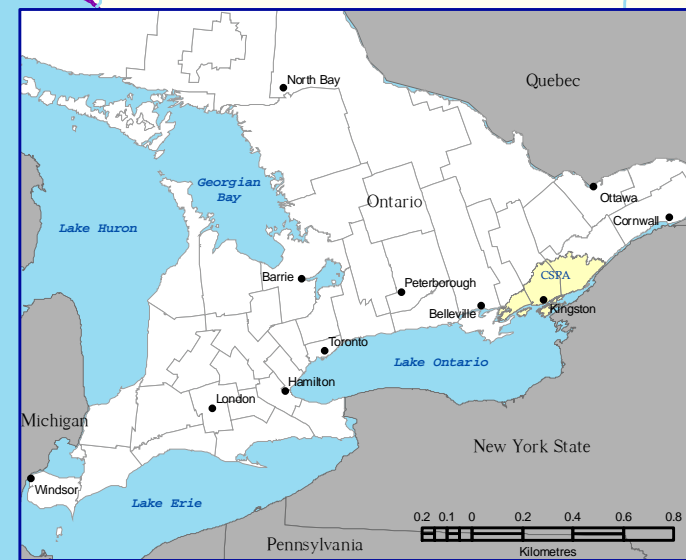 North Bay
Quebec
Georgian
Bay
Ottawa
Ontario
Cornwall
Lake Huron
CSPA
Barrie
Peterborough
Belleville
Kingston
Toronto
Lake Ontario
Hamilton
London
Michigan
New York State
Windsor
Lake Erie
0.2 0.1 0 0.2 0.4 0.6 0.8
Kilometres
Pennsylvania